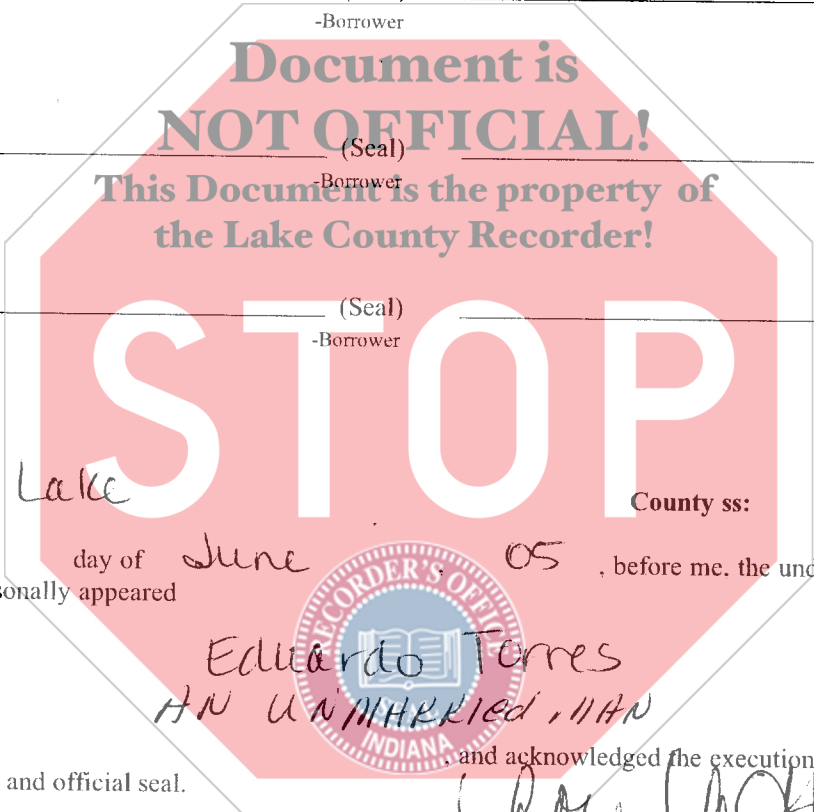 -Borrower
Document is
NOT OFFICIAL!
(Seal)
-Borrower
This Document is the property of
the Lake County Recorder!
(Seal)
-Borrower
STOP
Lake
County ss:
day of June , 05 , before me. the und
sonally appeared
RECORDER'S OFFICE
Eduardo Torres
AN UNMARRIED MAN
SEAL
INDIANA
, and acknowledged the execution
and official seal.